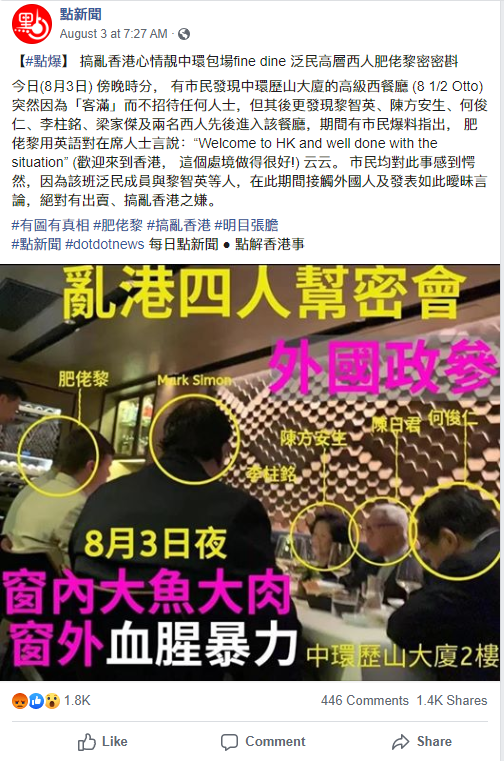 點
點新聞
August 3 at 7:27 AM ·
【#點爆】 搞亂香港心情靚中環包場fine dine 泛民高層西人肥佬黎密密斟
今日(8月3日) 傍晚時分， 有市民發現中環歷山大廈的高級西餐廳 (8 1/2 Otto)
突然因為「客滿」而不招待任何人士，但其後更發現黎智英、陳方安生、何俊
仁、李柱銘、梁家傑及兩名西人先後進入該餐廳，期間有市民爆料指出， 肥
佬黎用英語對在席人士言說：“Welcome to HK and well done with the
situation” (歡迎來到香港， 這個處境做得很好!) 云云。 市民均對此事感到愕
然，因為該班泛民成員與黎智英等人，在此期間接觸外國人及發表如此曖昧言
論，絕對有出賣、搞亂香港之嫌。
#有圖有真相 #肥佬黎 #搞亂香港 #明目張膽
#點新聞 #dotdotnews 每日點新聞 ● 點解香港事
亂港四人幫密會
外國政參
肥佬黎
Mark Simon
陳方安生
陳日君
何俊仁
李柱銘
8月3日夜
窗內大魚大肉
窗外血腥暴力
中環歷山大廈2樓
1.8K
446 Comments 1.4K Shares
Like
Comment
Share